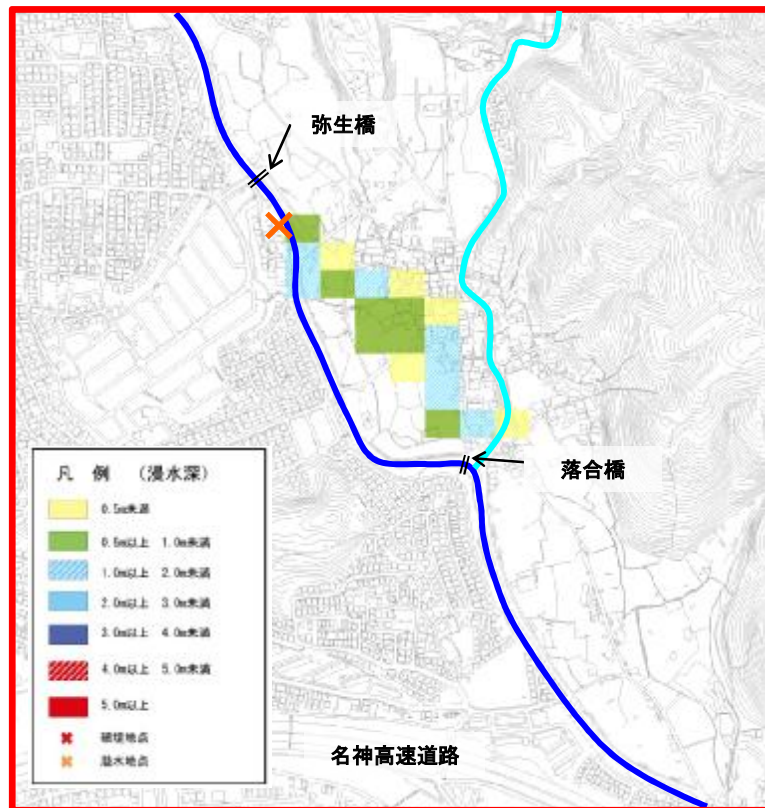 弥生橋
落合橋
凡 例 （浸水深）
0.5m未満
0.5m以上 1.0m未満
1.0m以上 2.0m未満
2.0m以上 3.0m未満
3.0m以上 4.0m未満
4.0m以上 5.0m未満
5.0m以上
破堤地点
溢水地点
名神高速道路